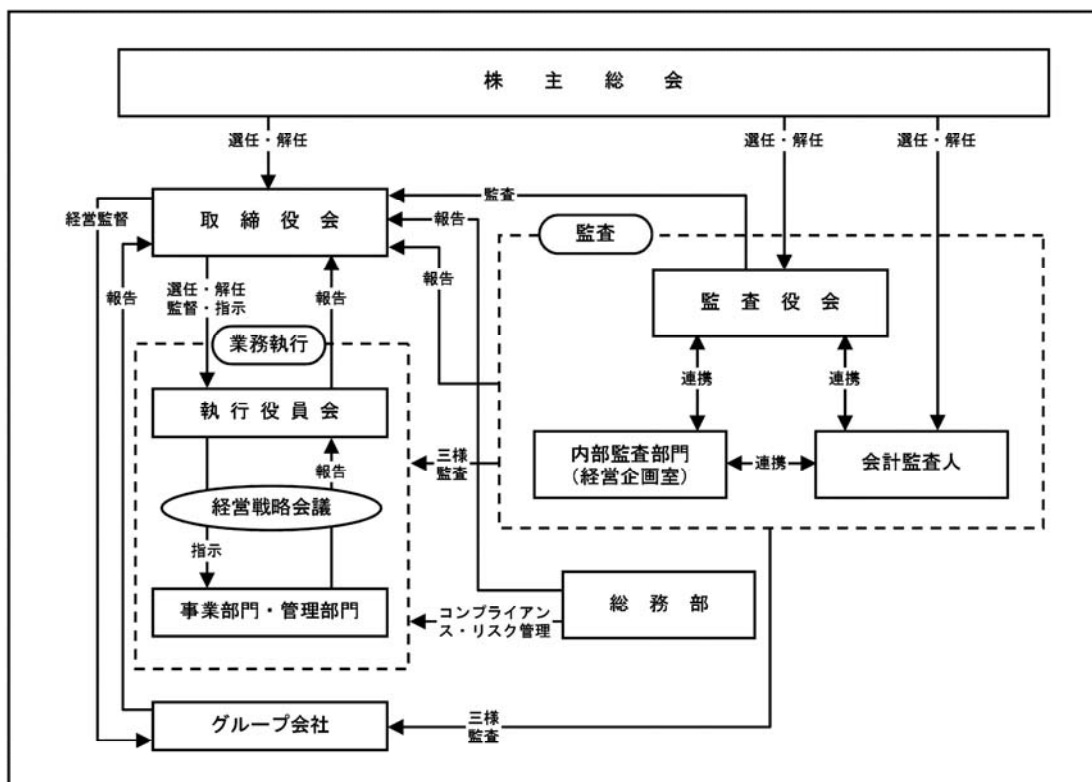 株主総会
選任・解任
選任・解任
選任・解任
監査
取締役会
経営監督
報告
監査
報告
監査役会
報告
選任・解任
監督・指示
報告
業務執行
連携
連携
執行役員会
内部監査部門
(経営企画室)
連携
会計監査人
三様
監査
報告
経営戦略会議
指示
事業部門・管理部門
総務部
コンプライアン
ス・リスク管理
グループ会社
三様
監査